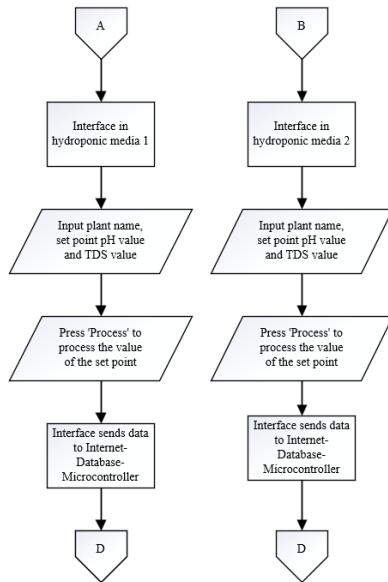 A
Interface in
hydroponic media 1
Input plant name,
set point pH value
and TDS value
Press 'Process' to
process the value
of the set point
Interface sends data
to Internet-
Database-
Microcontroller
D
B
Interface in
hydroponic media 2
Input plant name,
set point pH value
and TDS value
Press 'Process' to
process the value
of the set point
Interface sends data
to Internet-
Database-
Microcontroller
D